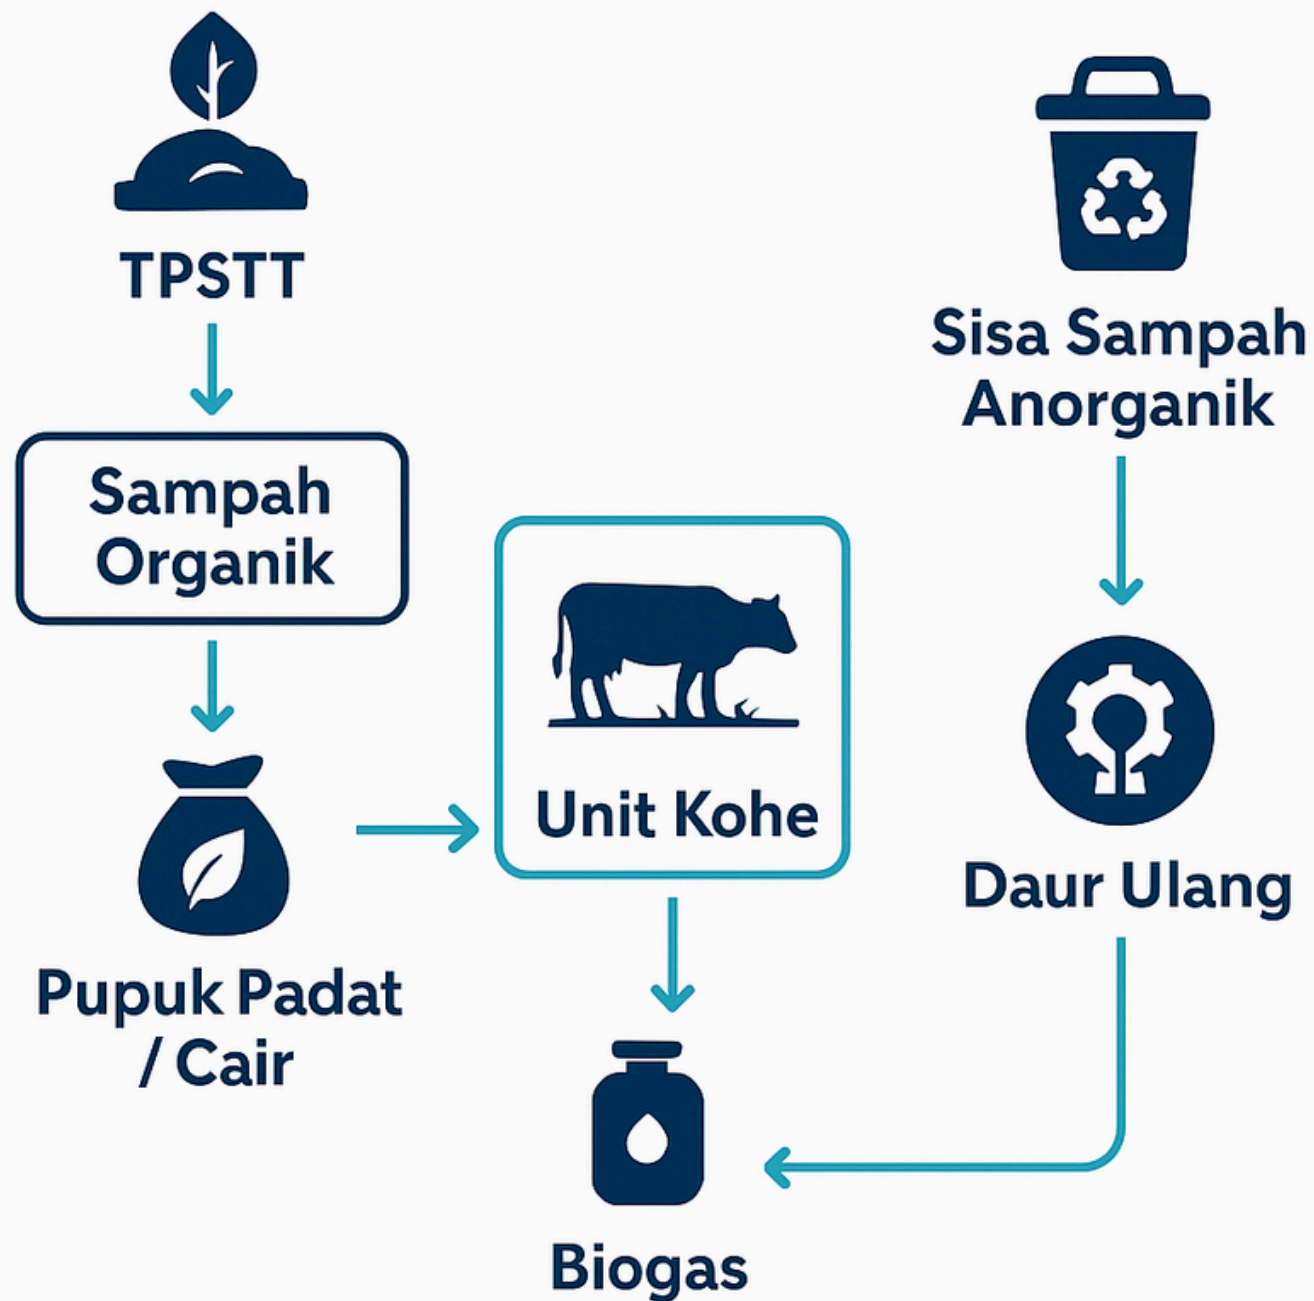 TPSTT
Sampah
Organik
Pupuk Padat
/ Cair
Unit Kohe
Biogas
Sisa Sampah
Anorganik
Daur Ulang